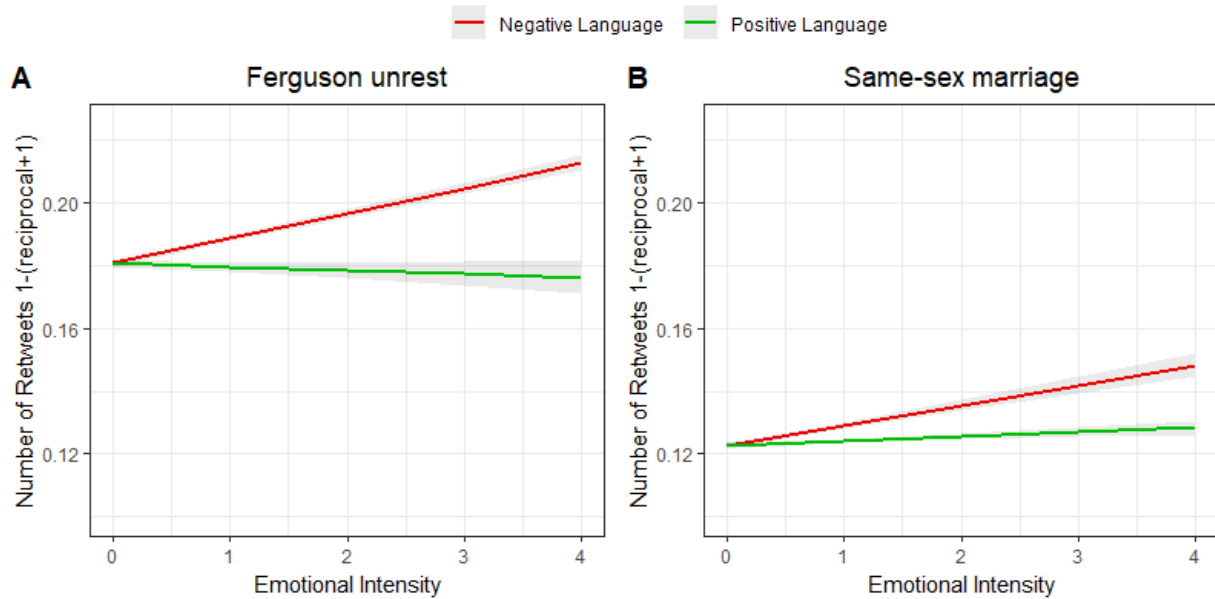 Negative Language Positive Language
A Ferguson unrest
Number of Retweets 1-(reciprocal+1)
0.20
0.16
0.12
0 1 2 3 4
Emotional Intensity
B Same-sex marriage
Number of Retweets 1-(reciprocal+1)
0.20
0.16
0.12
0 1 2 3 4
Emotional Intensity